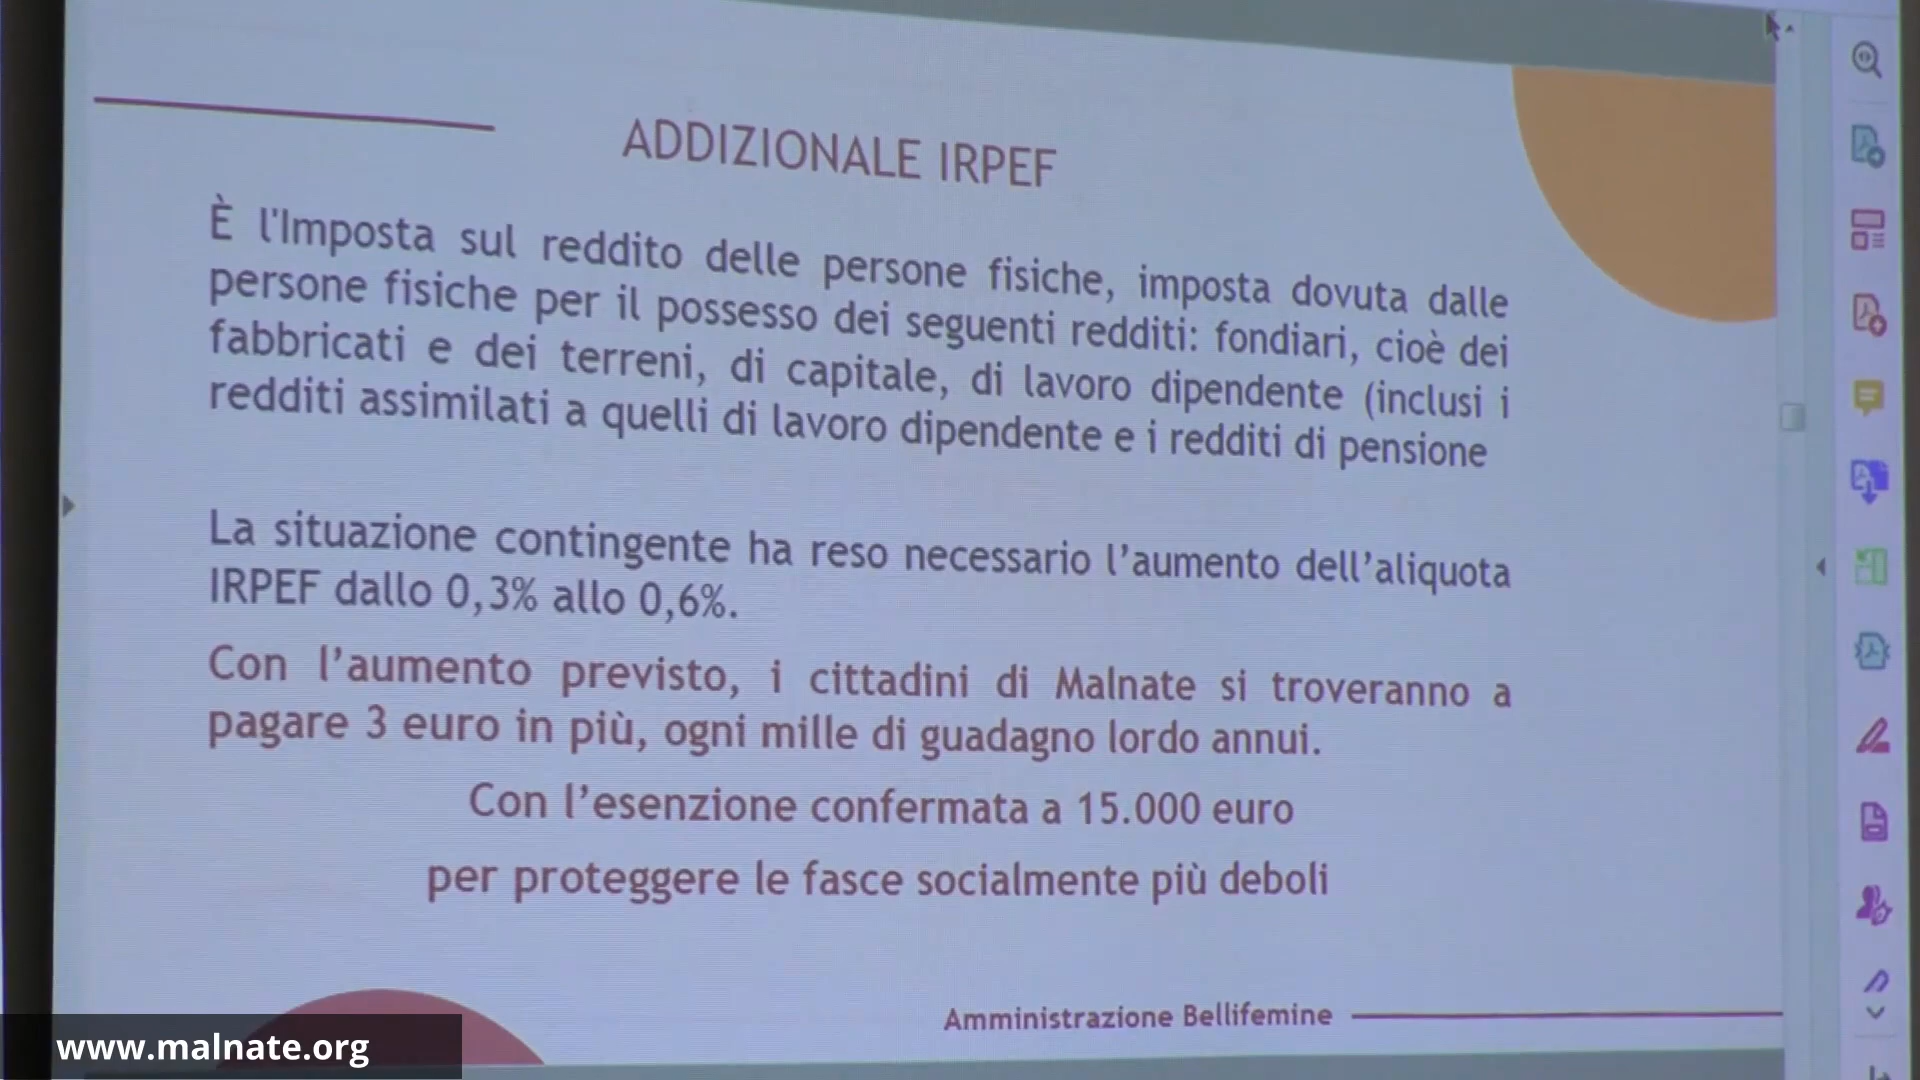 ADDIZIONALE IRPEF
È l'Imposta sul reddito delle persone fisiche, imposta dovuta dalle
persone fisiche per il possesso dei seguenti redditi: fondiari, cioè dei
fabbricati e dei terreni, di capitale, di lavoro dipendente (inclusi i
redditi assimilati a quelli di lavoro dipendente e i redditi di pensione
La situazione contingente ha reso necessario l’aumento dell’aliquota
IRPEF dallo 0,3% allo 0,6%.
Con l’aumento previsto, i cittadini di Malnate si troveranno a
pagare 3 euro in più, ogni mille di guadagno lordo annui.
Con l’esenzione confermata a 15.000 euro
per proteggere le fasce socialmente più deboli
Amministrazione Bellifemine
www.malnate.org